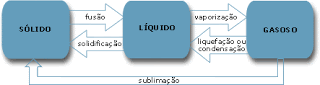 fusão
vaporização
SÓLIDO
LÍQUIDO
GASOSO
solidificação
liquefação ou
condensação
sublimação